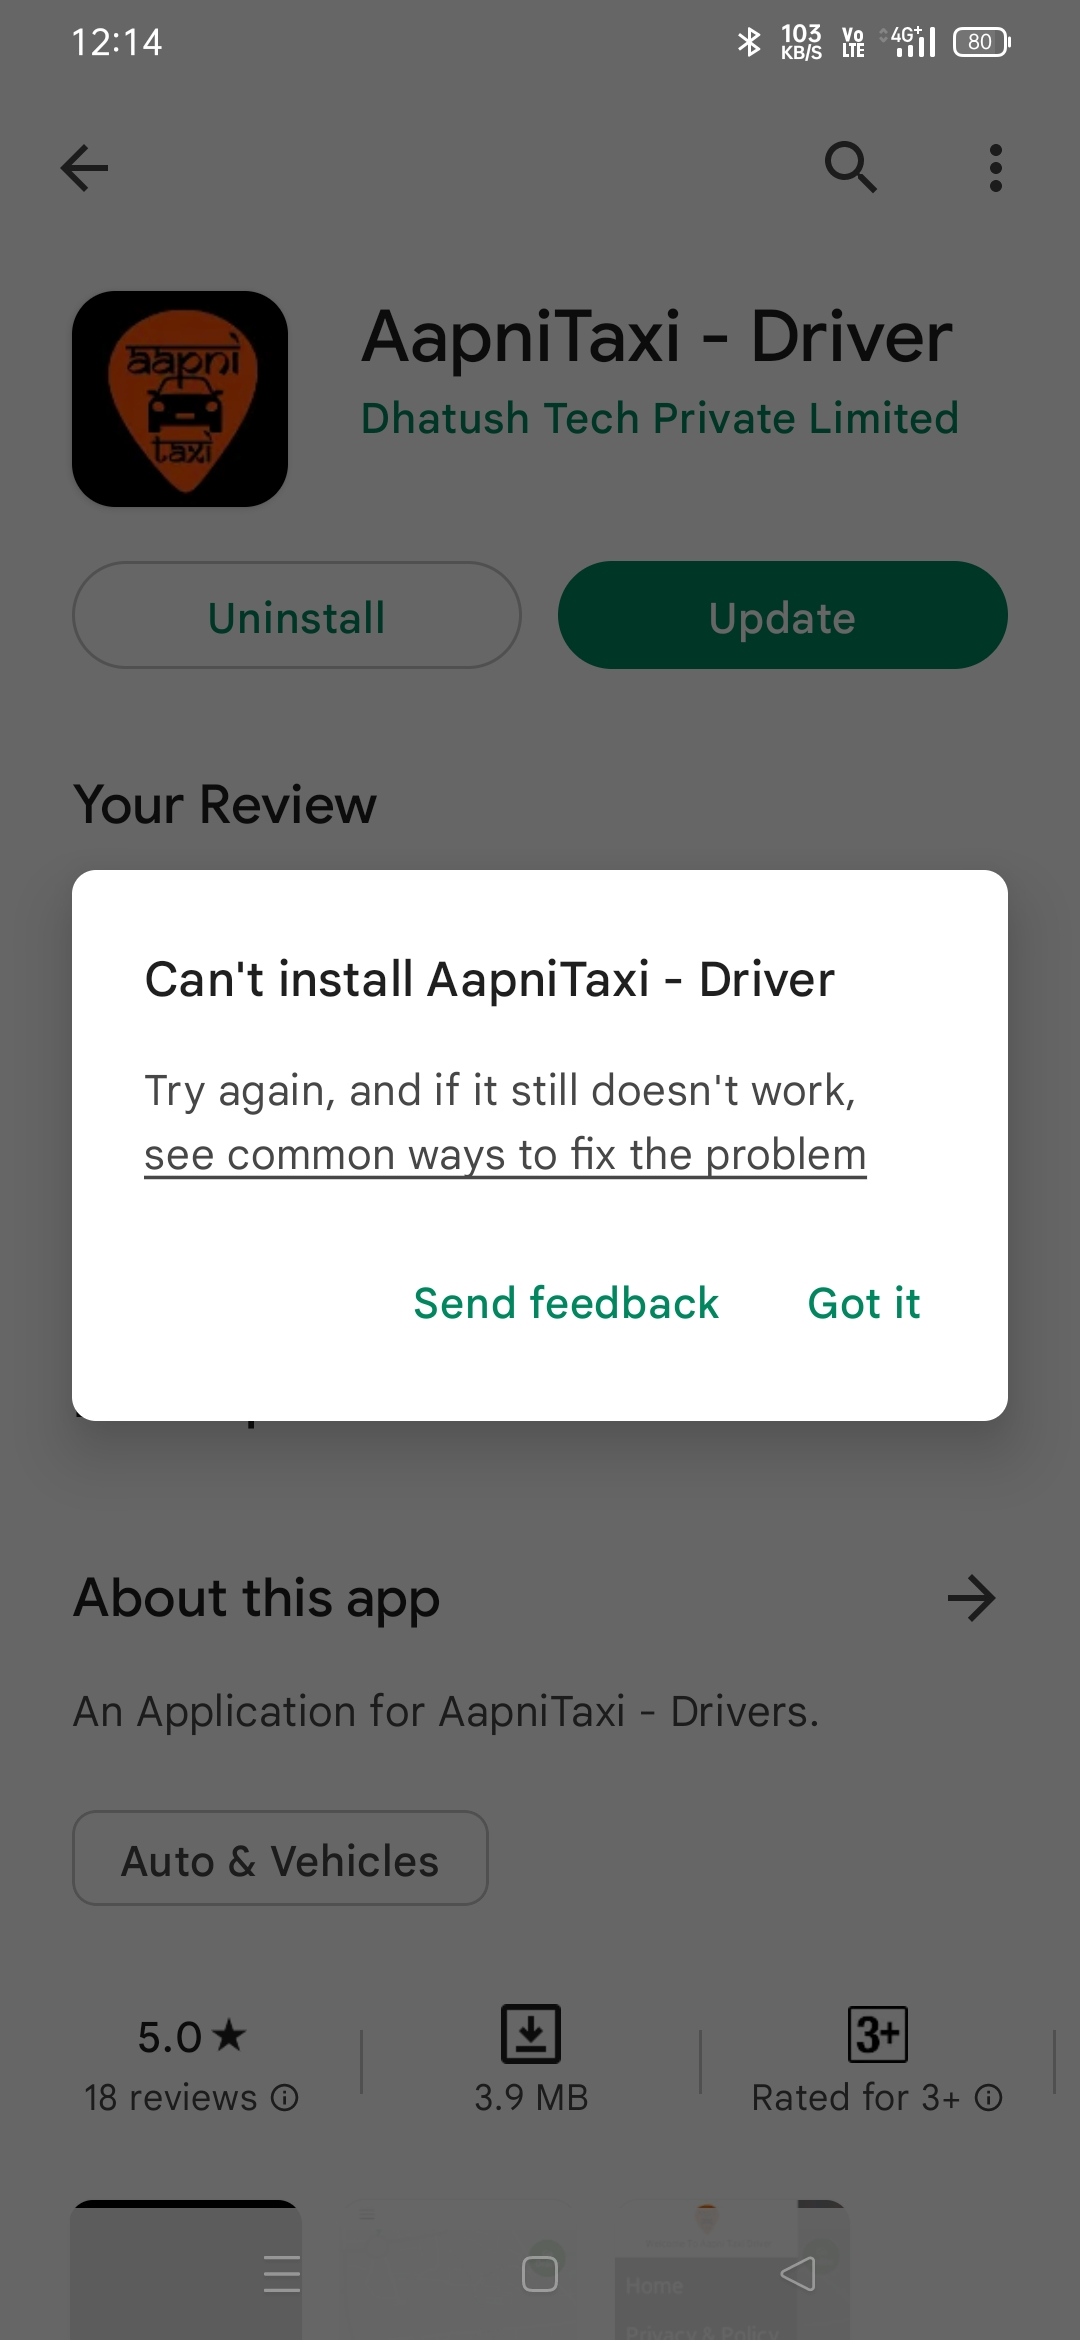 12:14
103
KB/S
Vo
LTE
4G+
80
aapni
taxi
AapniTaxi - Driver
Dhatush Tech Private Limited
Uninstall
Update
Your Review
Can't install AapniTaxi - Driver
Try again, and if it still doesn't work,
see common ways to fix the problem
Send feedback
Got it
About this app
An Application for AapniTaxi - Drivers.
Auto & Vehicles
5.0★
18 reviews
3.9 MB
3+
Rated for 3+
Home
Privacy & Policy